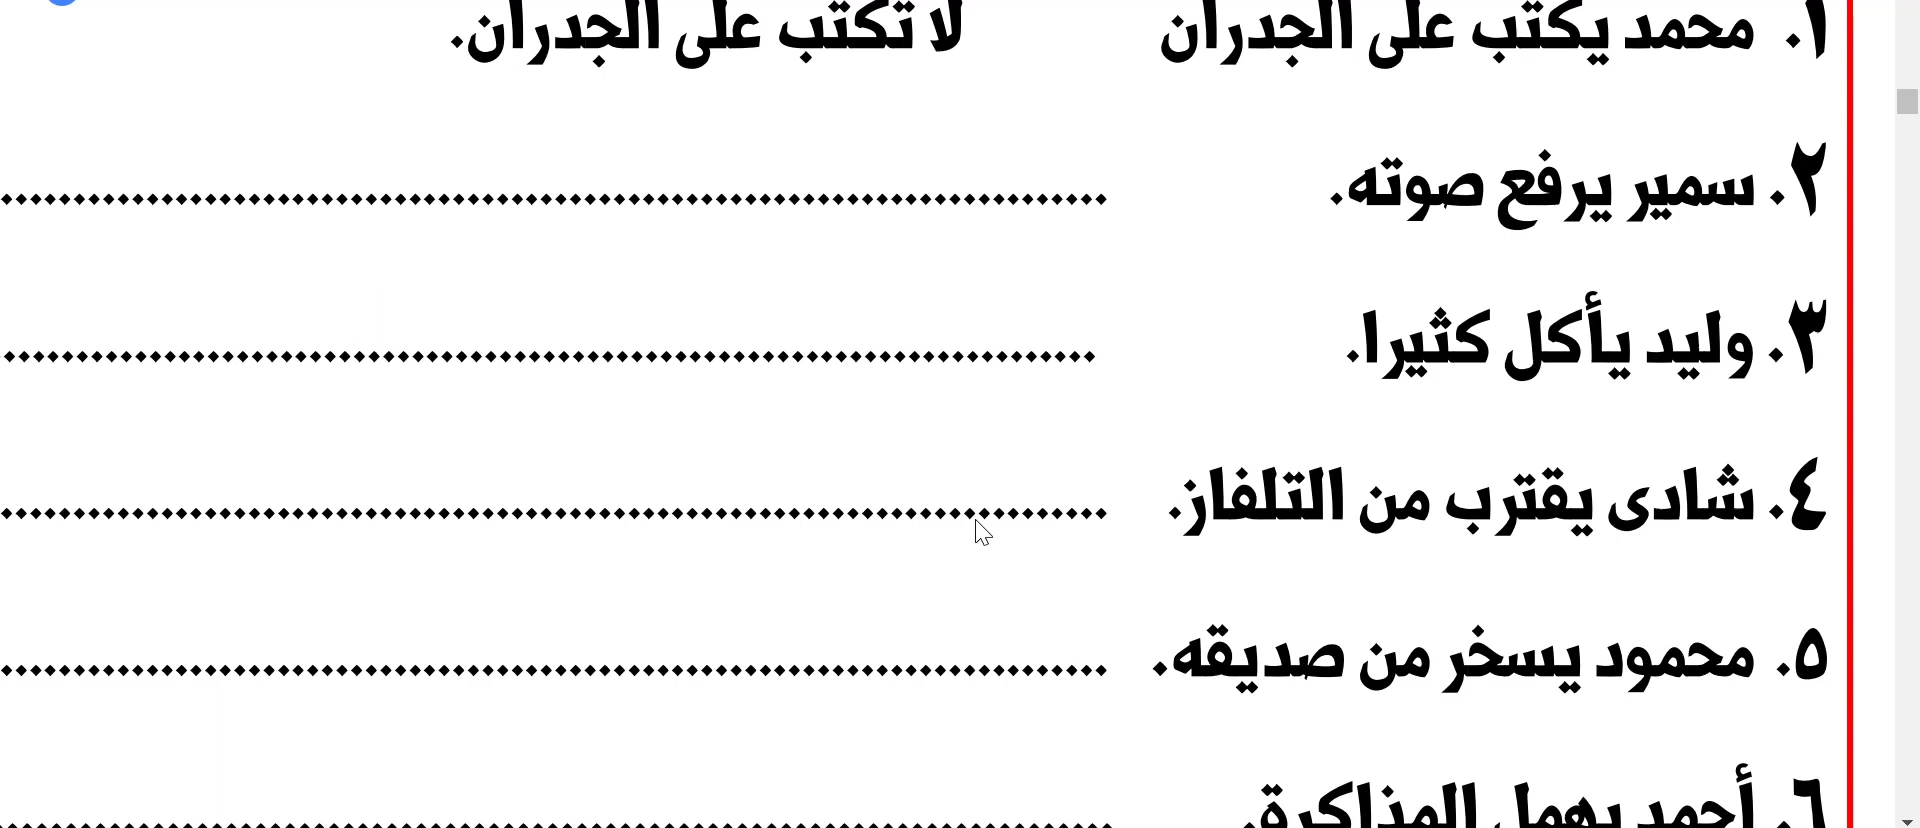 ١. محمد يكتب على الجدران لا تكتب على الجدران.
٢. سمير يرفع صوته. ................................................................
٣. وليد يأكل كثيرا. ................................................................
٤. شادى يقترب من التلفاز. ................................................................
٥. محمود يسخر من صديقه. ................................................................
٦. أحمد يهمل المذاكرة. ................................................................